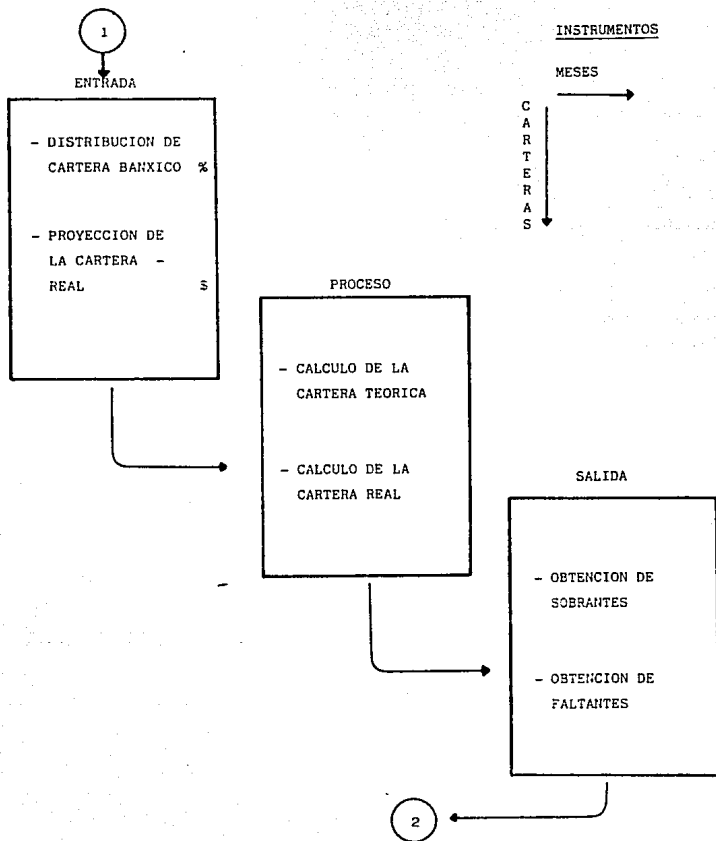 1
ENTRADA
- DISTRIBUCION DE
CARTERA BANXICO %
- PROYECCION DE
LA CARTERA -
REAL $
INSTRUMENTOS
MESES
CARTERAS
PROCESO
- CALCULO DE LA
CARTERA TEORICA
- CALCULO DE LA
CARTERA REAL
SALIDA
- OBTENCION DE
SOBRANTES
- OBTENCION DE
FALTANTES
2